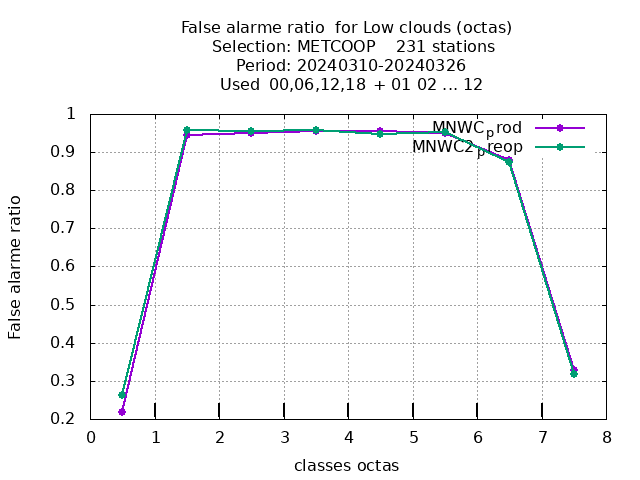 False alarme ratio  for Low clouds (octas)
Selection: METCOOP    231 stations
Period: 20240310-20240326
Used  00,06,12,18  + 01 02 ... 12
MNWCprod
MNWC2preop
1
0.9
0.8
0.7
0.6
0.5
0.4
0.3
0.2
False alarme ratio
0 1 2 3 4 5 6 7 8
classes octas